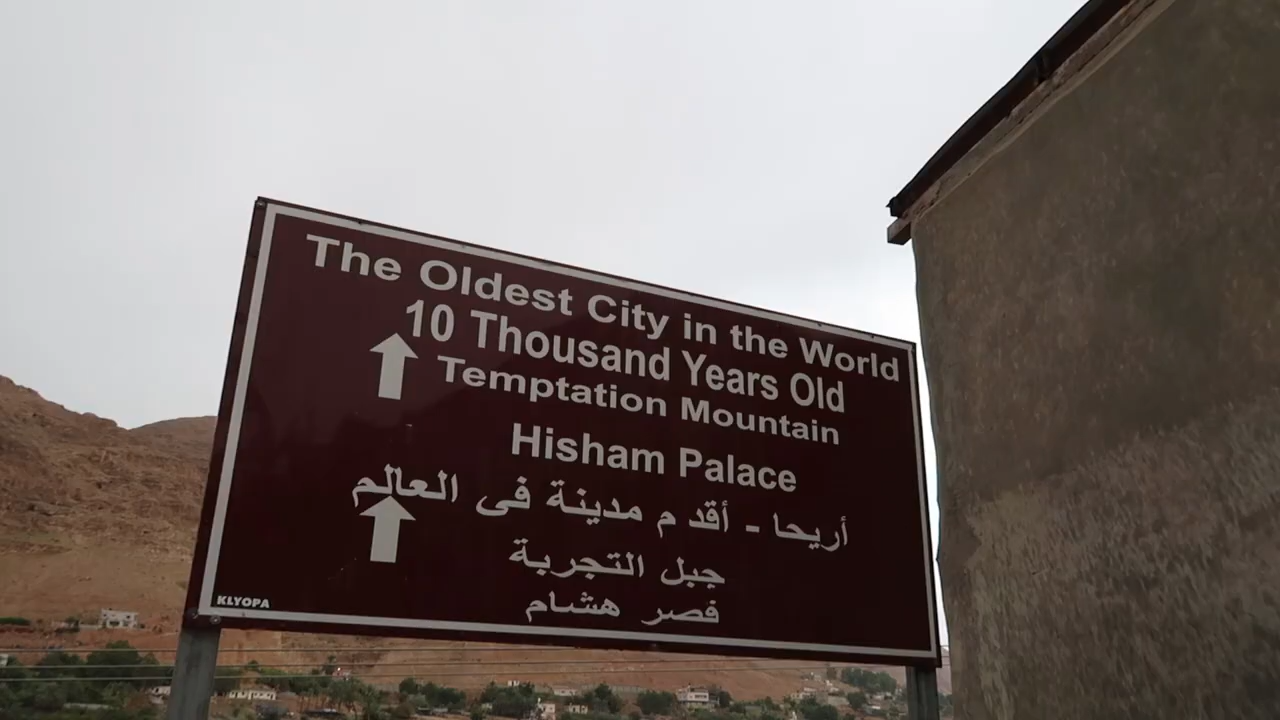 The Oldest City in the World
10 Thousand Years Old
Temptation Mountain
Hisham Palace
أريحا - أقدم مدينة فى العالم
جبل التجربة
قصر هشام
KLYOPA